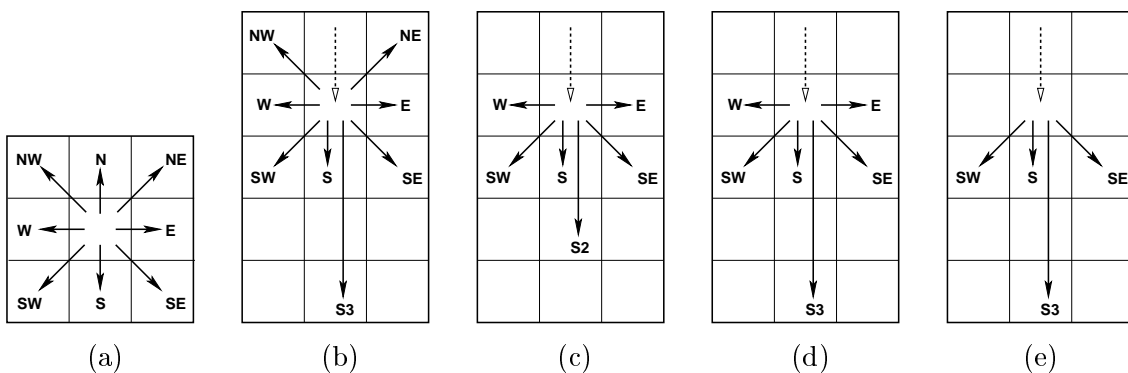 NW N NE
W E
SW S SE
(a)
NW NE
W E
SW S SE
S3
(b)
W E
SW S SE
S2
(c)
W E
SW S SE
S3
(d)
SW S SE
S3
(e)